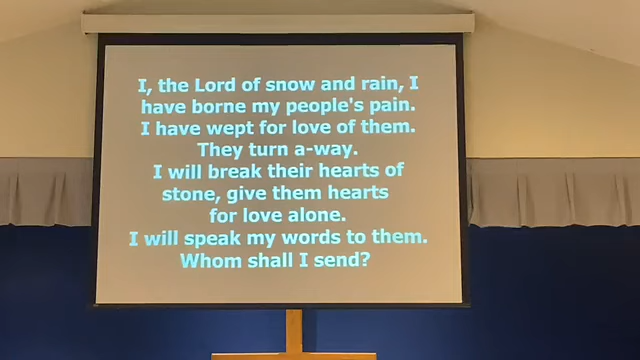 I, the Lord of snow and rain, I
have borne my people's pain.
I have wept for love of them.
They turn a-way.
I will break their hearts of
stone, give them hearts
for love alone.
I will speak my words to them.
Whom shall I send?